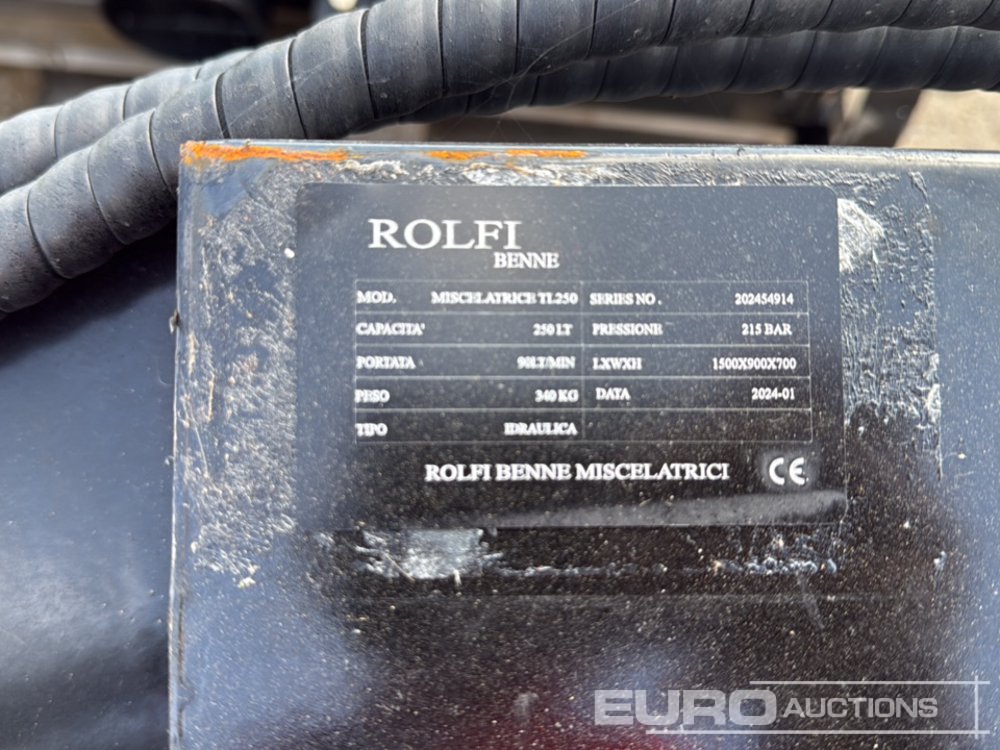 ROLFI
BENNE
MOD. MISCELATRICE TL250 SERIES NO. 202454914
CAPACITA' 250 LT PRESSIONE 215 BAR
PORTATA 90LT/MIN LXWXH 1500X900X700
PESO 340 KG DATA 2024-01
TIPO IDRAULICA
ROLFI BENNE MISCELATRICI CE
EURO AUCTIONS